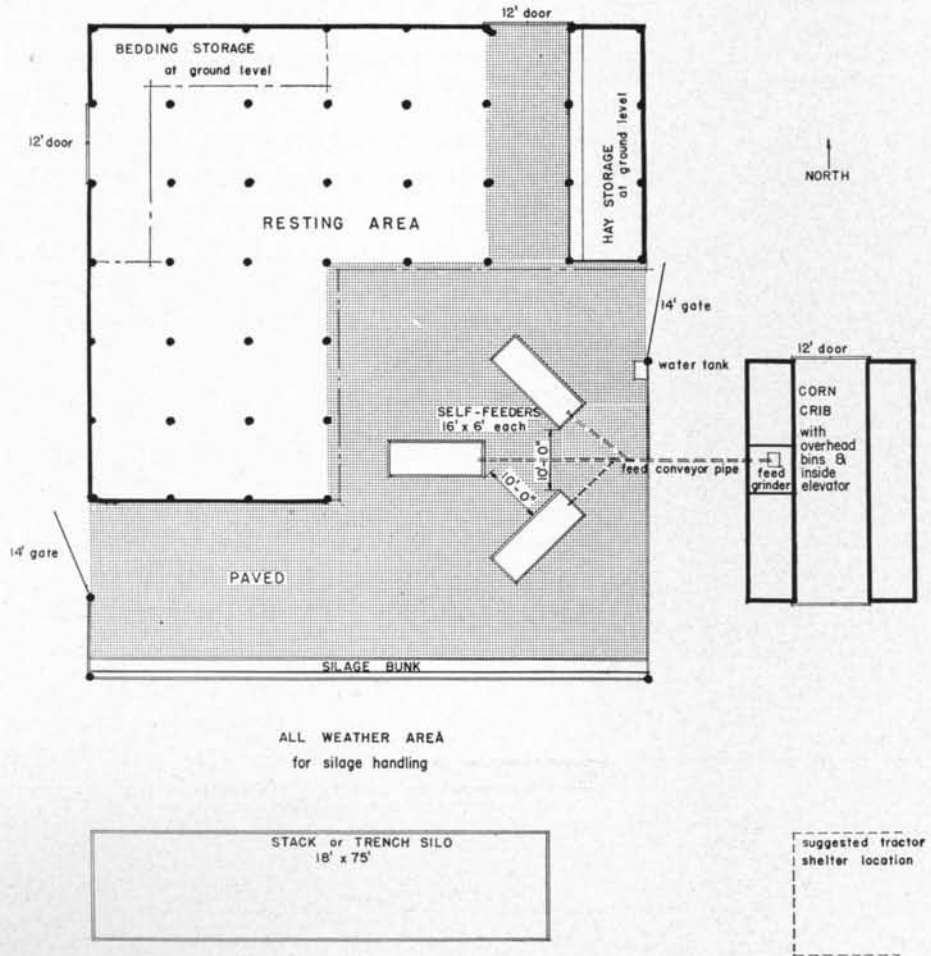 12' door
BEDDING STORAGE
at ground level
12' door
HAY STORAGE
at ground level
NORTH
RESTING AREA
14' gate
water tank
12' door
CORN
CRIB
with
overhead
bins &
inside
elevator
SELF-FEEDERS
16' x 6' each
10'-0"
10'-0"
feed conveyor pipe
feed
grinder
14' gate
PAVED
SILAGE BUNK
ALL WEATHER AREA
for silage handling
STACK or TRENCH SILO
18' x 75'
suggested tractor
shelter location